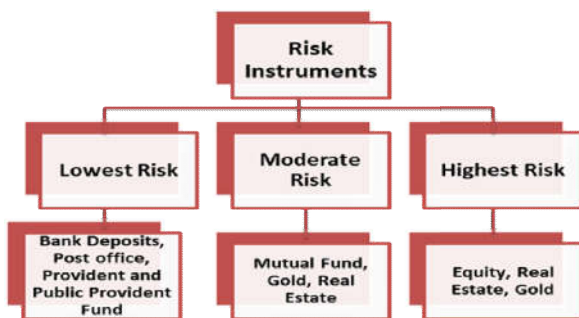 Risk
Instruments
Lowest Risk
Moderate
Risk
Highest Risk
Bank Deposits,
Post office,
Provident and
Public Provident
Fund
Mutual Fund,
Gold, Real
Estate
Equity, Real
Estate, Gold